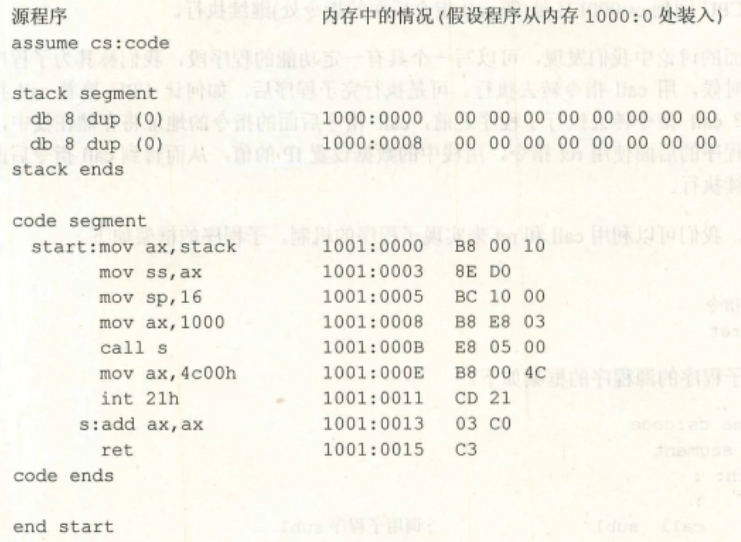 源程序 内存中的情况(假设程序从内存 1000:0 处装入)
assume cs:code
stack segment
db 8 dup (0) 1000:0000 00 00 00 00 00 00 00 00
db 8 dup (0) 1000:0008 00 00 00 00 00 00 00 00
stack ends
code segment
start:mov ax,stack 1001:0000 B8 00 10
mov ss,ax 1001:0003 8E D0
mov sp,16 1001:0005 BC 10 00
mov ax,1000 1001:0008 B8 E8 03
call s 1001:000B E8 05 00
mov ax,4c00h 1001:000E B8 00 4C
int 21h 1001:0011 CD 21
s:add ax,ax 1001:0013 03 C0
ret 1001:0015 C3
code ends
end start